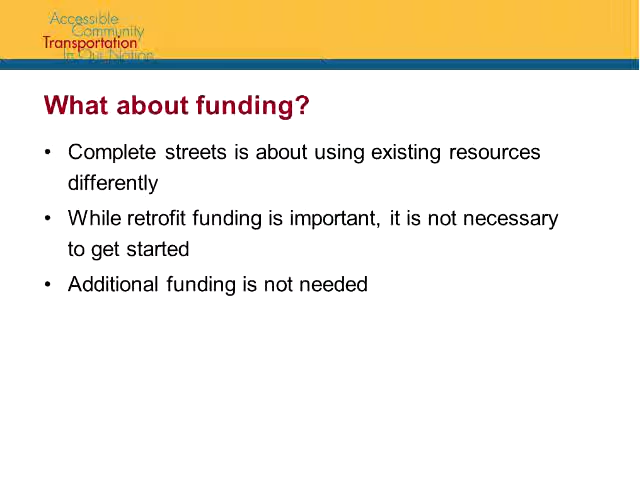 Accessible
Community
Transportation
In Our Nation
What about funding?
• Complete streets is about using existing resources
differently
• While retrofit funding is important, it is not necessary
to get started
• Additional funding is not needed